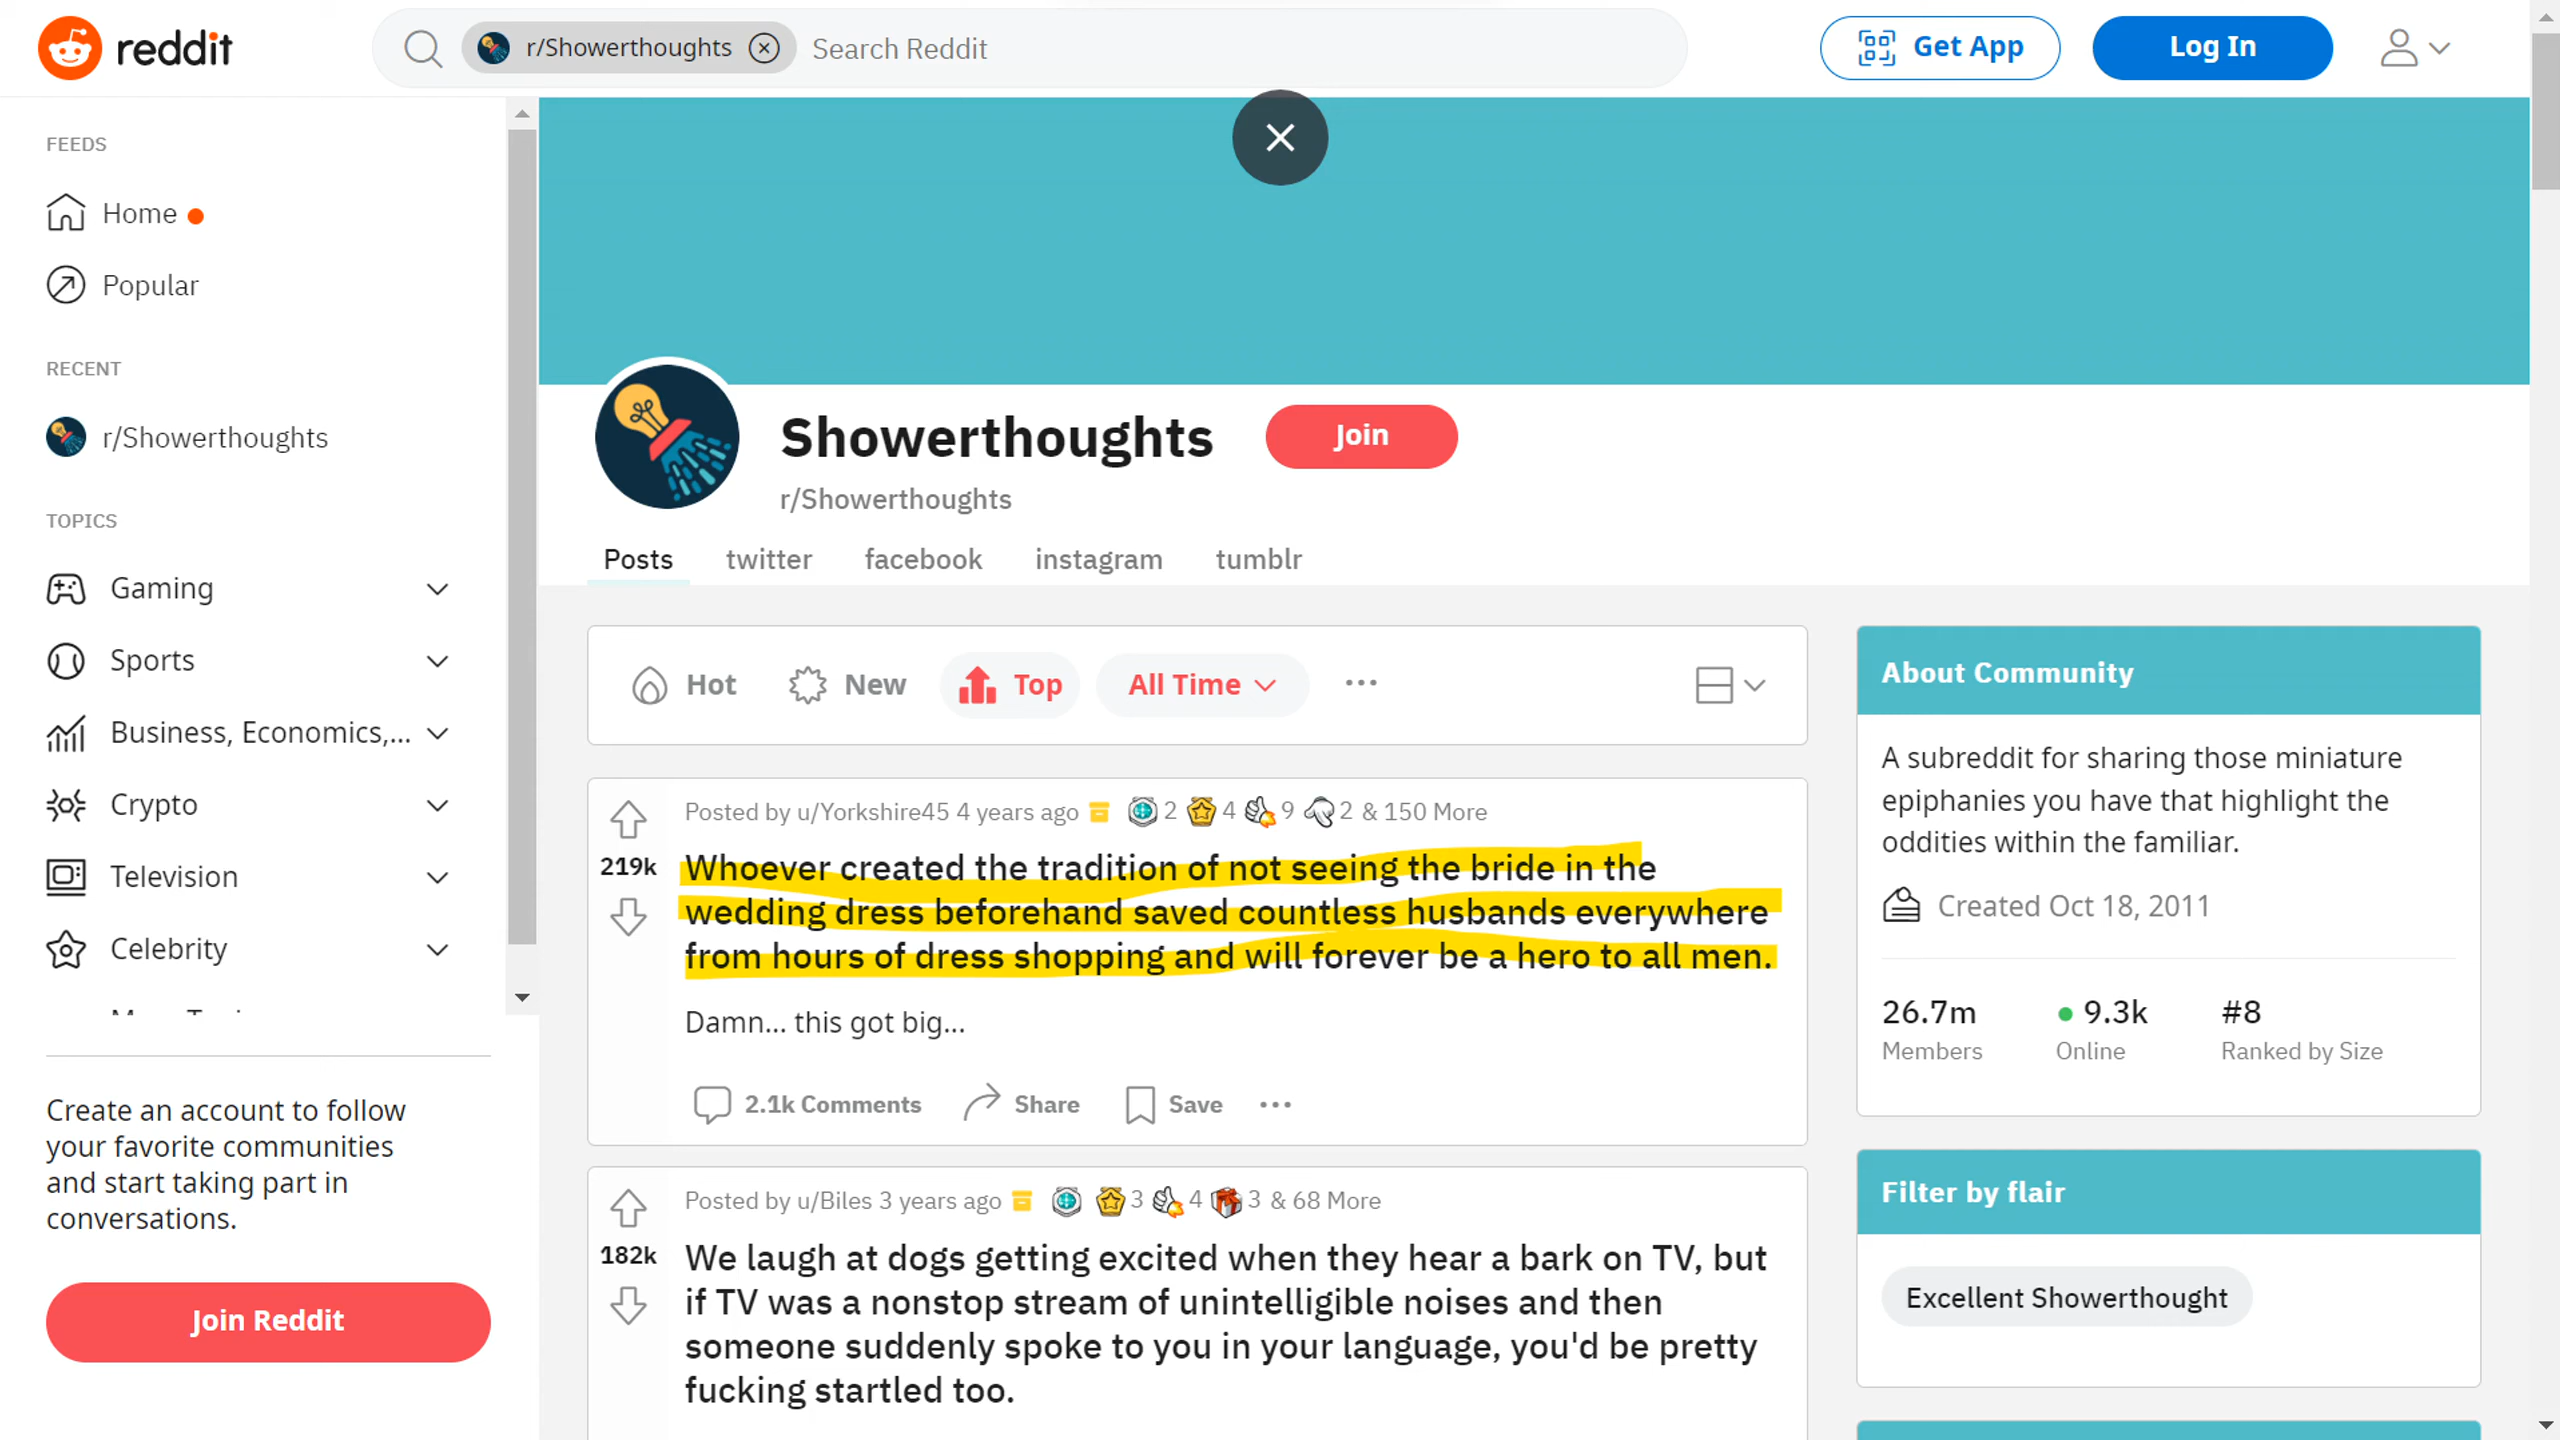 reddit
r/Showerthoughts
Search Reddit
Get App
Log In
FEEDS
Home
Popular
RECENT
r/Showerthoughts
TOPICS
Gaming
Sports
Business, Economics,...
Crypto
Television
Celebrity
Create an account to follow
your favorite communities
and start taking part in
conversations.
Join Reddit
Showerthoughts
Join
r/Showerthoughts
Posts twitter facebook instagram tumblr
Hot New Top All Time ...
Posted by u/Yorkshire45 4 years ago 2 4 9 2 & 150 More
219k
Whoever created the tradition of not seeing the bride in the
wedding dress beforehand saved countless husbands everywhere
from hours of dress shopping and will forever be a hero to all men.
Damn... this got big...
2.1k Comments Share Save ...
Posted by u/Biles 3 years ago 3 4 3 & 68 More
182k
We laugh at dogs getting excited when they hear a bark on TV, but
if TV was a nonstop stream of unintelligible noises and then
someone suddenly spoke to you in your language, you'd be pretty
fucking startled too.
About Community
A subreddit for sharing those miniature
epiphanies you have that highlight the
oddities within the familiar.
Created Oct 18, 2011
26.7m 9.3k #8
Members Online Ranked by Size
Filter by flair
Excellent Showerthought